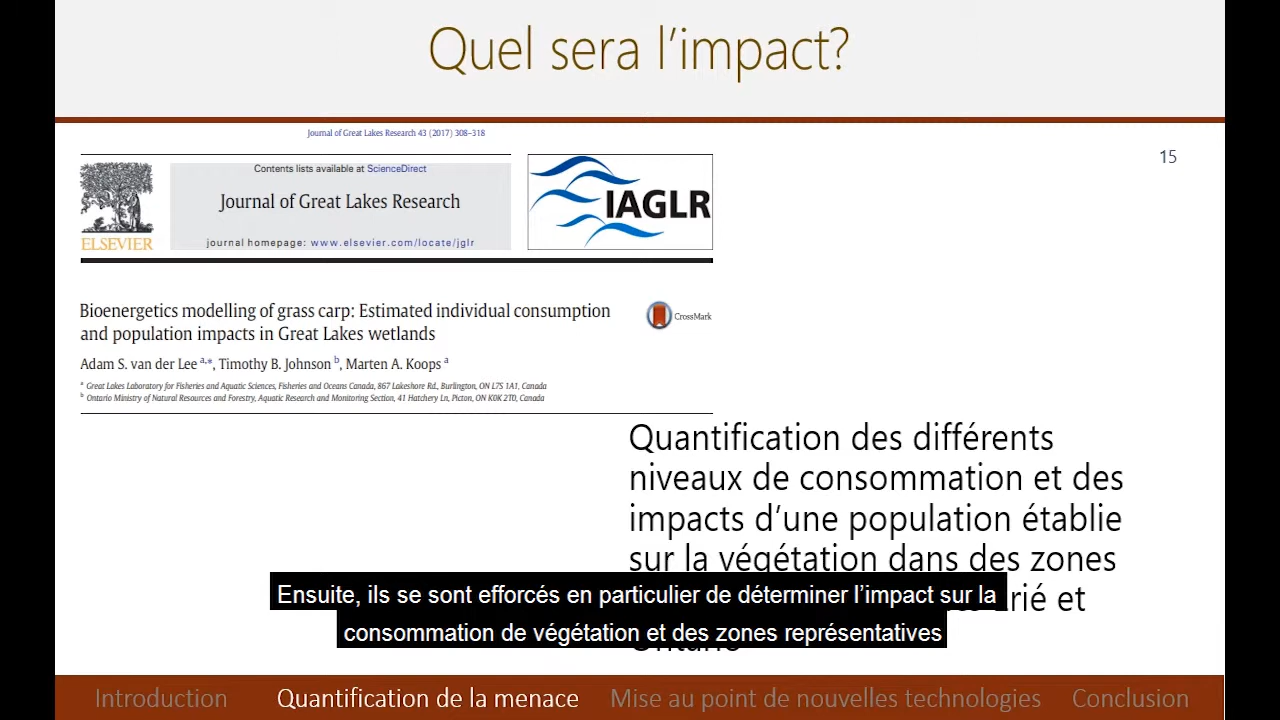 Quel sera l’impact?
Journal of Great Lakes Research 43 (2017) 308–318
15
Contents lists available at ScienceDirect
Journal of Great Lakes Research
journal homepage: www.elsevier.com/locate/jglr
ELSEVIER
IAGLR
Bioenergetics modelling of grass carp: Estimated individual consumption
and population impacts in Great Lakes wetlands
CrossMark
Adam S. van der Lee a,*, Timothy B. Johnson b, Marten A. Koops a
a Great Lakes Laboratory for Fisheries and Aquatic Sciences, Fisheries and Oceans Canada, 867 Lakeshore Rd., Burlington, ON L7S 1A1, Canada
b Ontario Ministry of Natural Resources and Forestry, Aquatic Research and Monitoring Section, 41 Hatchery Ln, Picton, ON K0K 2T0, Canada
Quantification des différents
niveaux de consommation et des
impacts d’une population établie
sur la végétation dans des zones
et
Ensuite, ils se sont efforcés en particulier de déterminer l’impact sur la
consommation de végétation et des zones représentatives
Introduction
Quantification de la menace
Mise au point de nouvelles technologies
Conclusion